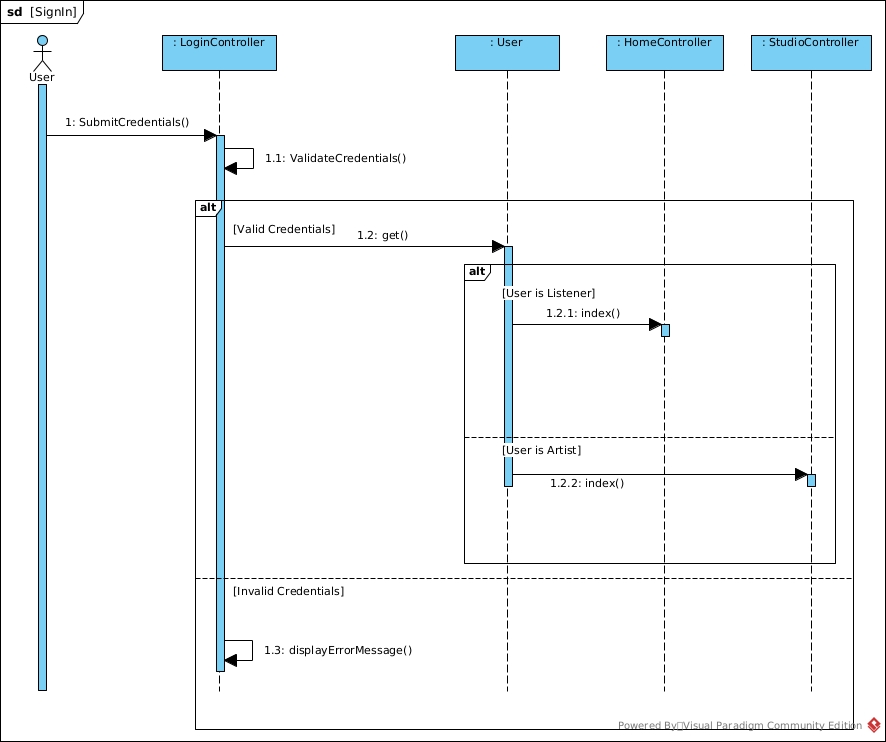 sd [SignIn]
User
: LoginController
: User
: HomeController
: StudioController
1: SubmitCredentials()
1.1: ValidateCredentials()
alt
[Valid Credentials]
1.2: get()
alt
[User is Listener]
1.2.1: index()
[User is Artist]
1.2.2: index()
[Invalid Credentials]
1.3: displayErrorMessage()
Powered By Visual Paradigm Community Edition